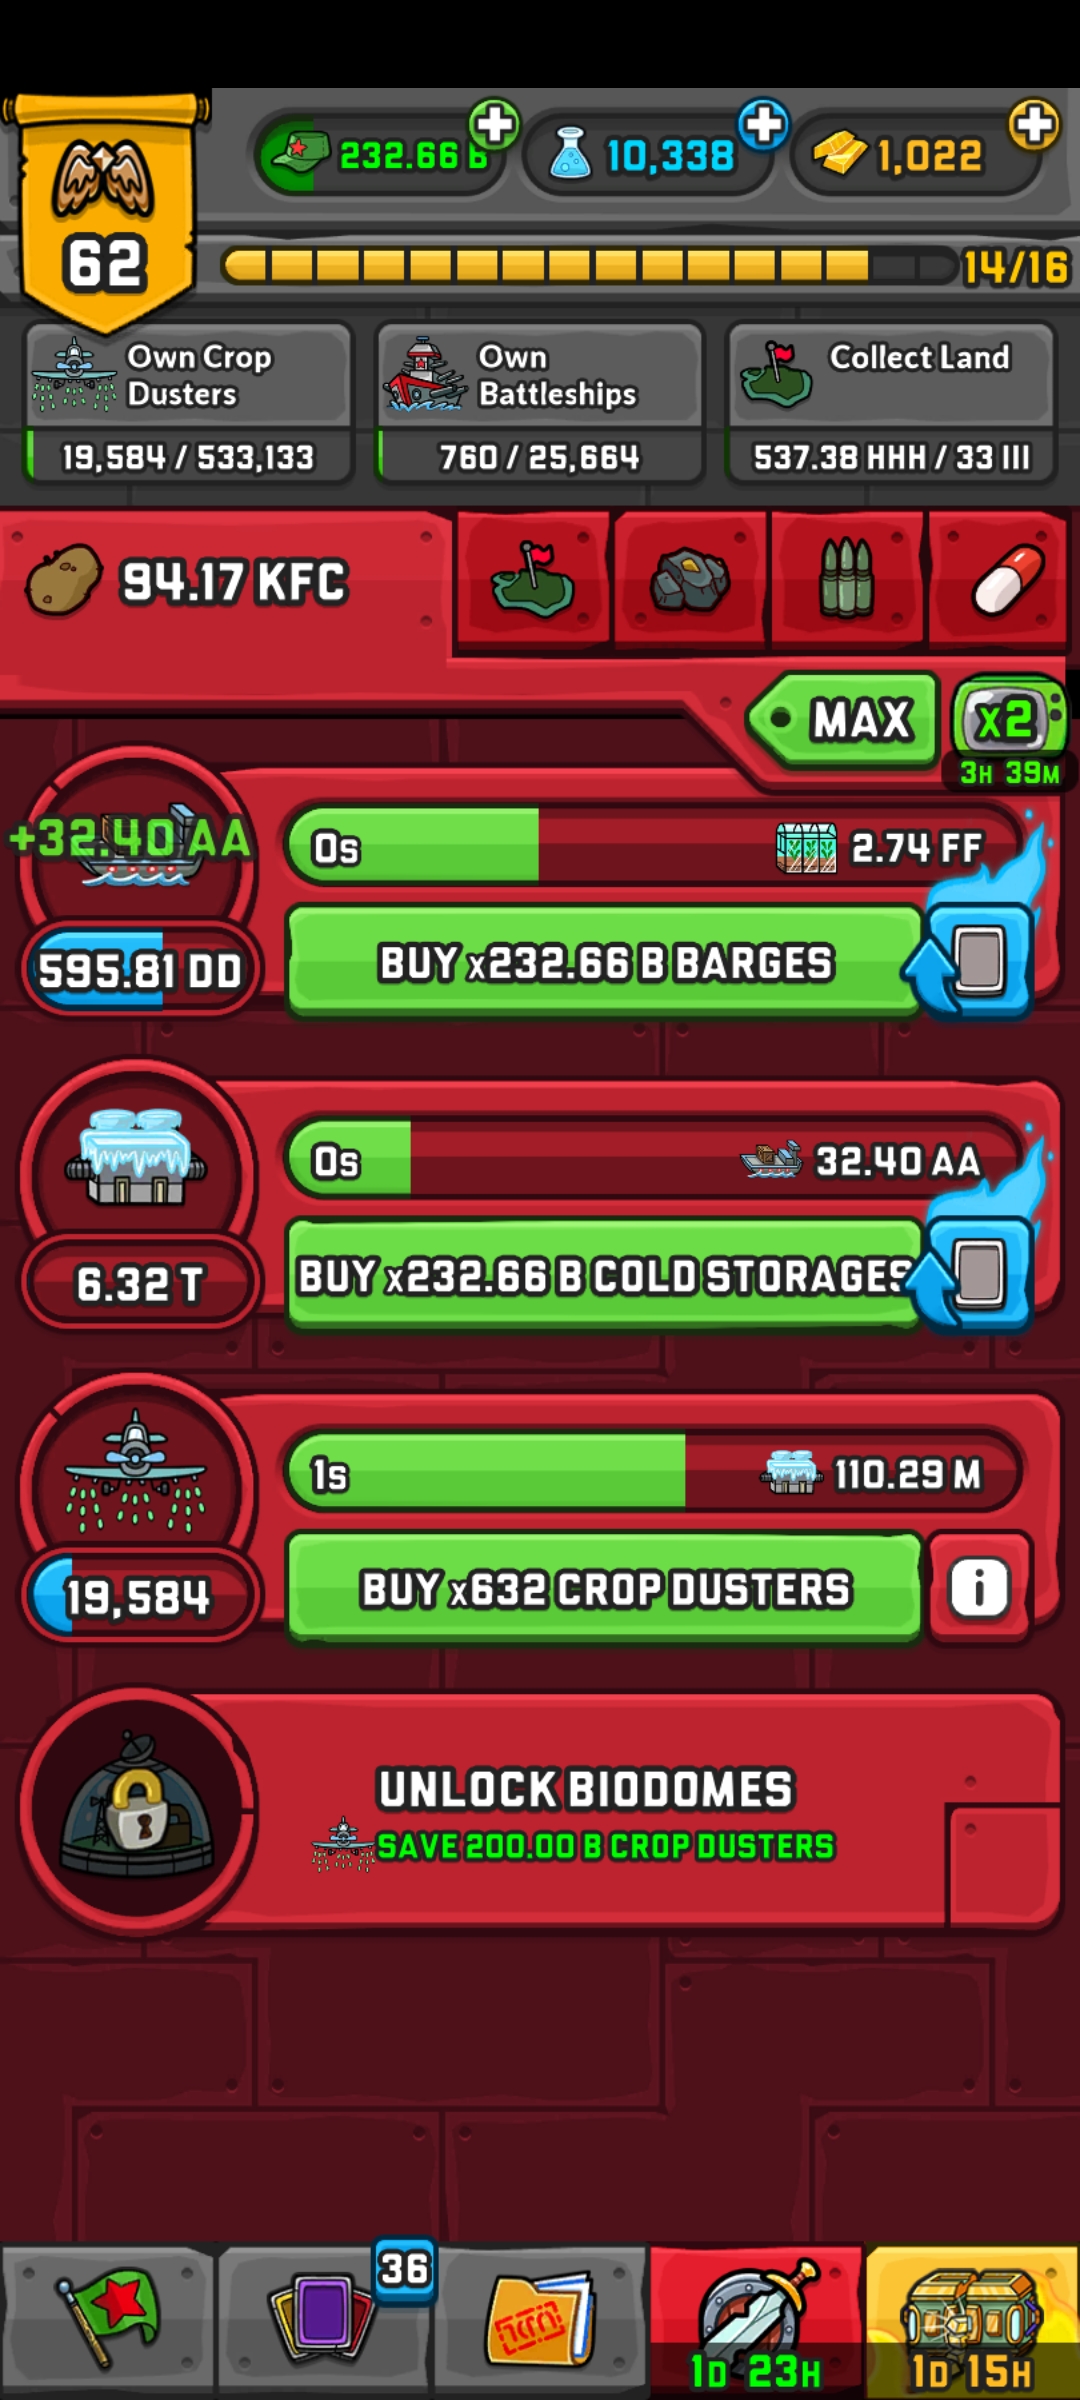 62
232.66 B
10,338
1,022
14/16
Own Crop
Dusters
19,584 / 533,133
Own
Battleships
760 / 25,664
Collect Land
537.38 HHH / 33 III
94.17 KFC
MAX
x2
3H 39M
+32.40 AA
0s
2.74 FF
595.81 DD
BUY x232.66 B BARGES
0s
32.40 AA
6.32 T
BUY x232.66 B COLD STORAGES
1s
110.29 M
19,584
BUY x632 CROP DUSTERS
i
UNLOCK BIODOMES
SAVE 200.00 B CROP DUSTERS
36
1D 23H
1D 15H